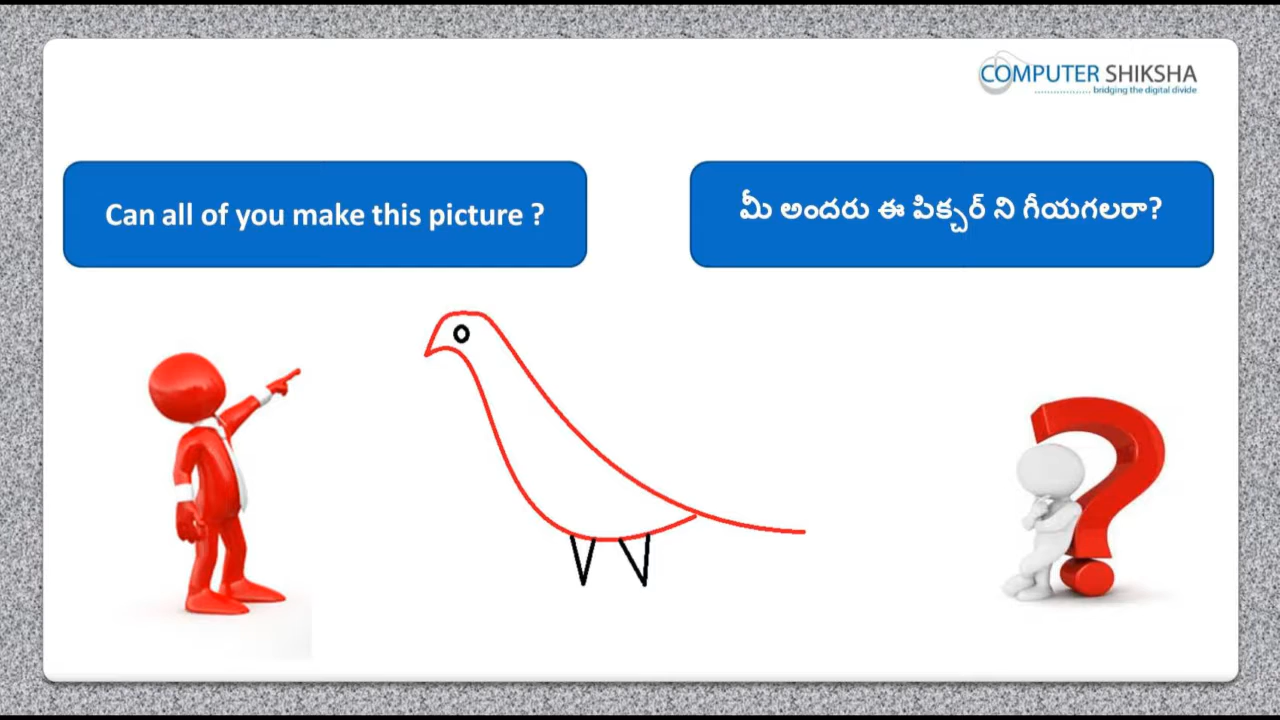 COMPUTER SHIKSHA
bridging the digital divide
Can all of you make this picture ?
మీ అందరు ఈ పిక్చర్ ని గీయగలరా?